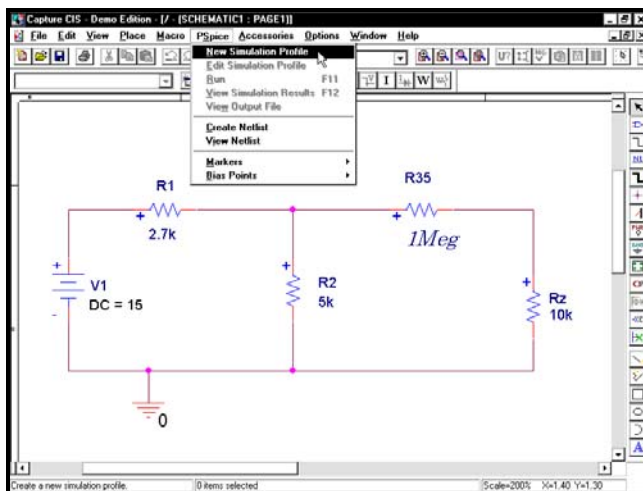 Capture CIS - Demo Edition - [/ - (SCHEMATIC1 : PAGE1)]
File Edit View Place Macro PSpice Accessories Options Window Help
New Simulation Profile
Edit Simulation Profile
Run F11
View Simulation Results F12
View Output File
Create Netlist
View Netlist
Markers
Bias Points
U?
I
W
R1
2.7k
R35
1Meg
V1
DC = 15
R2
5k
Rz
10k
0
A
Create a new simulation profile. 0 items selected Scale=200% X=1.40 Y=1.30